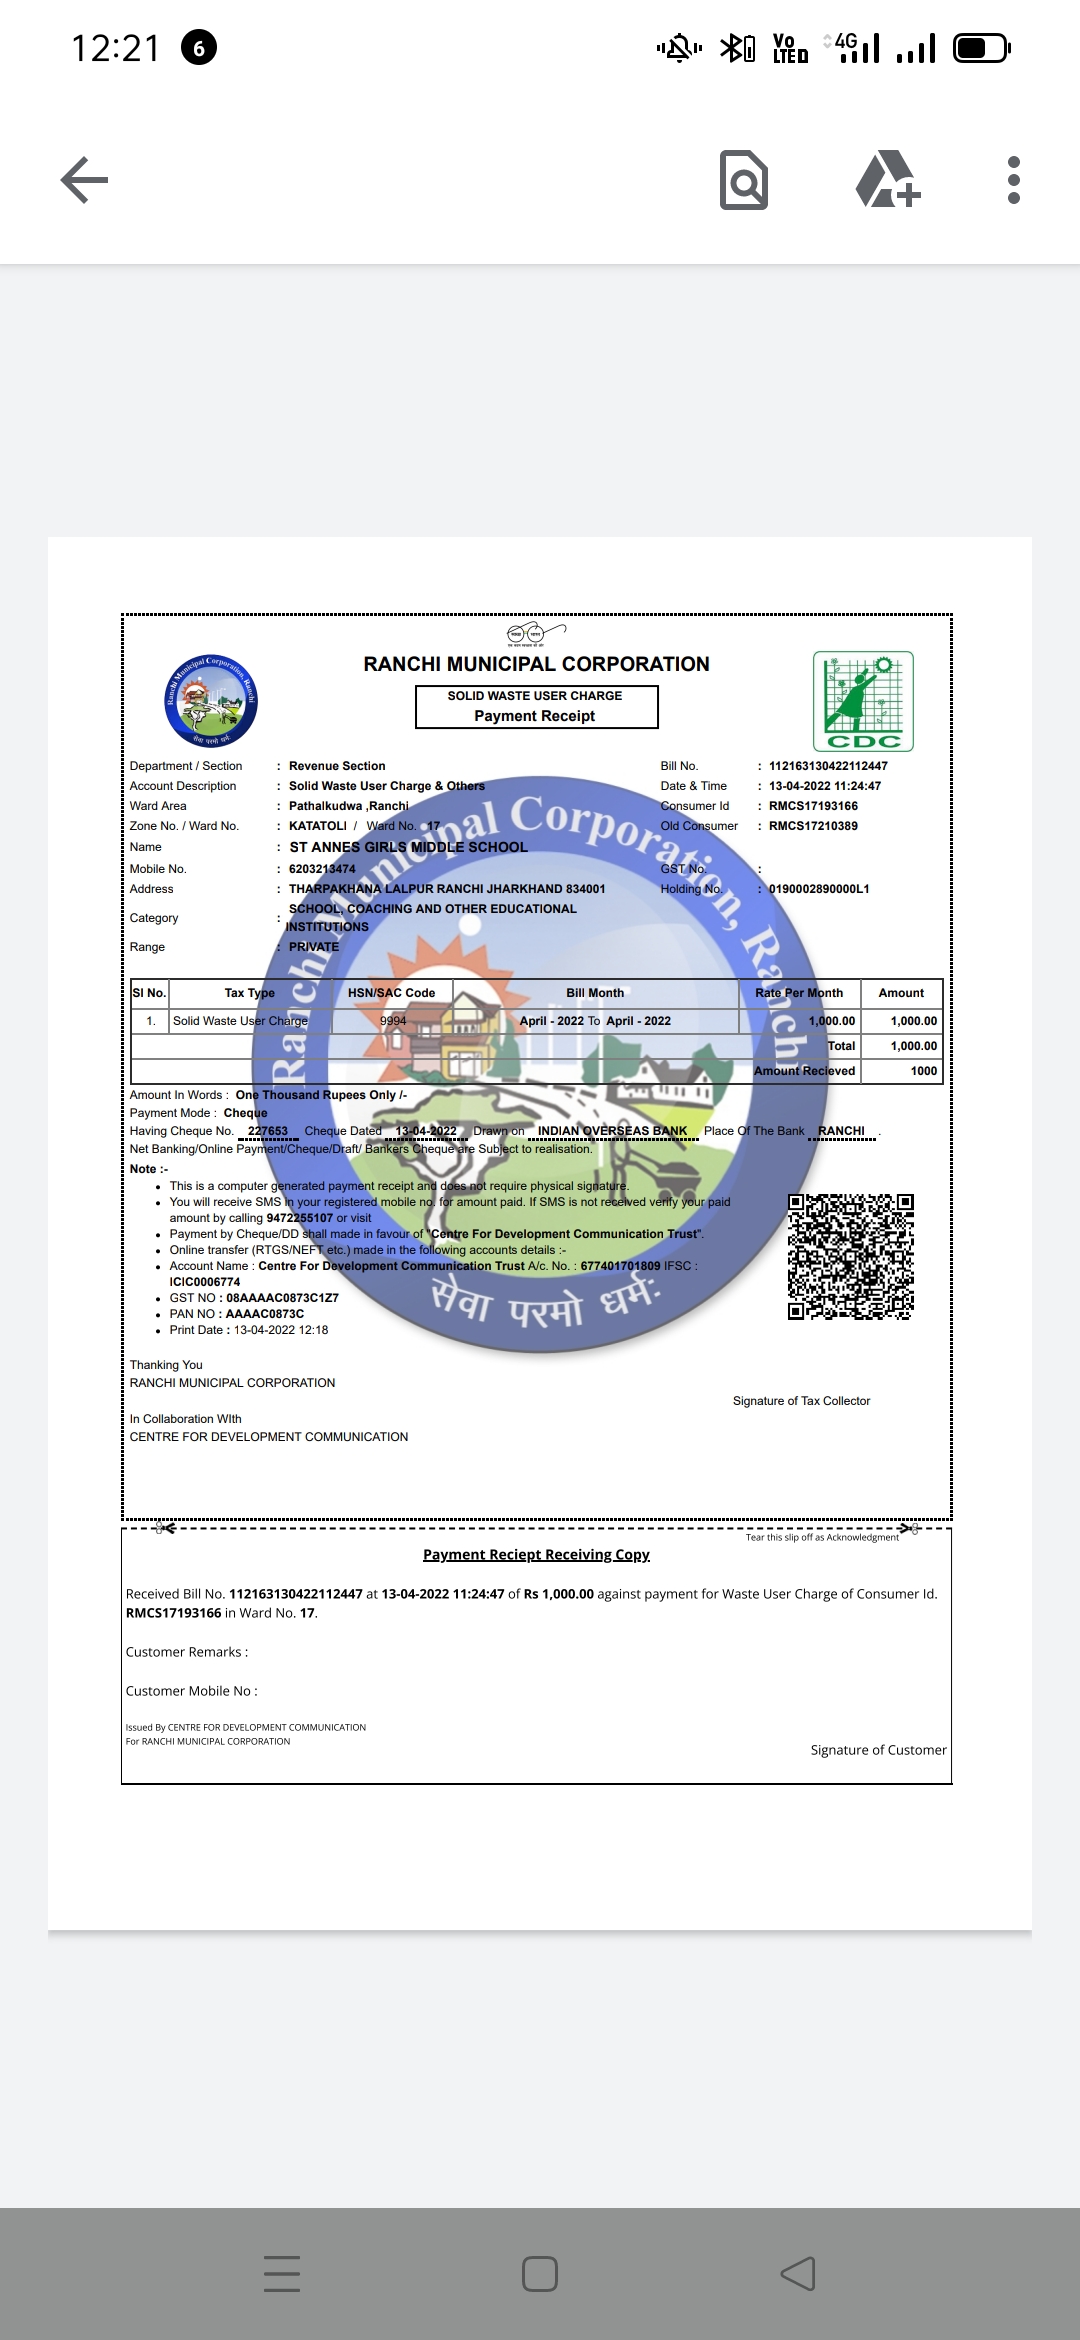 12:21 6 Vo LTE D 4G
RANCHI MUNICIPAL CORPORATION
SOLID WASTE USER CHARGE
Payment Receipt
Ranchi Municipal Corporation, Ranchi
सेवा परमो धर्म:
CDC
Department / Section : Revenue Section Bill No. : 112163130422112447
Account Description : Solid Waste User Charge & Others Date & Time : 13-04-2022 11:24:47
Ward Area : Pathalkudwa ,Ranchi Consumer Id : RMCS17193166
Zone No. / Ward No. : KATATOLI / Ward No. 17 Old Consumer : RMCS17210389
Name : ST ANNES GIRLS MIDDLE SCHOOL
Mobile No. : 6203213474 GST No. :
Address : THARPAKHANA LALPUR RANCHI JHARKHAND 834001 Holding No. : 0190002890000L1
Category : SCHOOL, COACHING AND OTHER EDUCATIONAL
INSTITUTIONS
Range : PRIVATE
Sl No. Tax Type HSN/SAC Code Bill Month Rate Per Month Amount
1. Solid Waste User Charge 9994 April - 2022 To April - 2022 1,000.00 1,000.00
Total 1,000.00
Amount Recieved 1000
Amount In Words : One Thousand Rupees Only /-
Payment Mode : Cheque
Having Cheque No. 227653 Cheque Dated 13-04-2022 Drawn on INDIAN OVERSEAS BANK Place Of The Bank RANCHI .
Net Banking/Online Payment/Cheque/Draft/ Bankers Cheque are Subject to realisation.
Note :-
• This is a computer generated payment receipt and does not require physical signature.
• You will receive SMS in your registered mobile no. for amount paid. If SMS is not received verify your paid
amount by calling 9472255107 or visit
• Payment by Cheque/DD shall made in favour of "Centre For Development Communication Trust".
• Online transfer (RTGS/NEFT etc.) made in the following accounts details :-
• Account Name : Centre For Development Communication Trust A/c. No. : 677401701809 IFSC :
ICIC0006774
• GST NO : 08AAAAC0873C1Z7
• PAN NO : AAAAC0873C
• Print Date : 13-04-2022 12:18
Ranchi Municipal Corporation, Ranchi
सेवा परमो धर्म:
Thanking You
RANCHI MUNICIPAL CORPORATION
Signature of Tax Collector
In Collaboration WIth
CENTRE FOR DEVELOPMENT COMMUNICATION
Tear this slip off as Acknowledgment
Payment Reciept Receiving Copy
Received Bill No. 112163130422112447 at 13-04-2022 11:24:47 of Rs 1,000.00 against payment for Waste User Charge of Consumer Id.
RMCS17193166 in Ward No. 17.
Customer Remarks :
Customer Mobile No :
Issued By CENTRE FOR DEVELOPMENT COMMUNICATION
For RANCHI MUNICIPAL CORPORATION
Signature of Customer